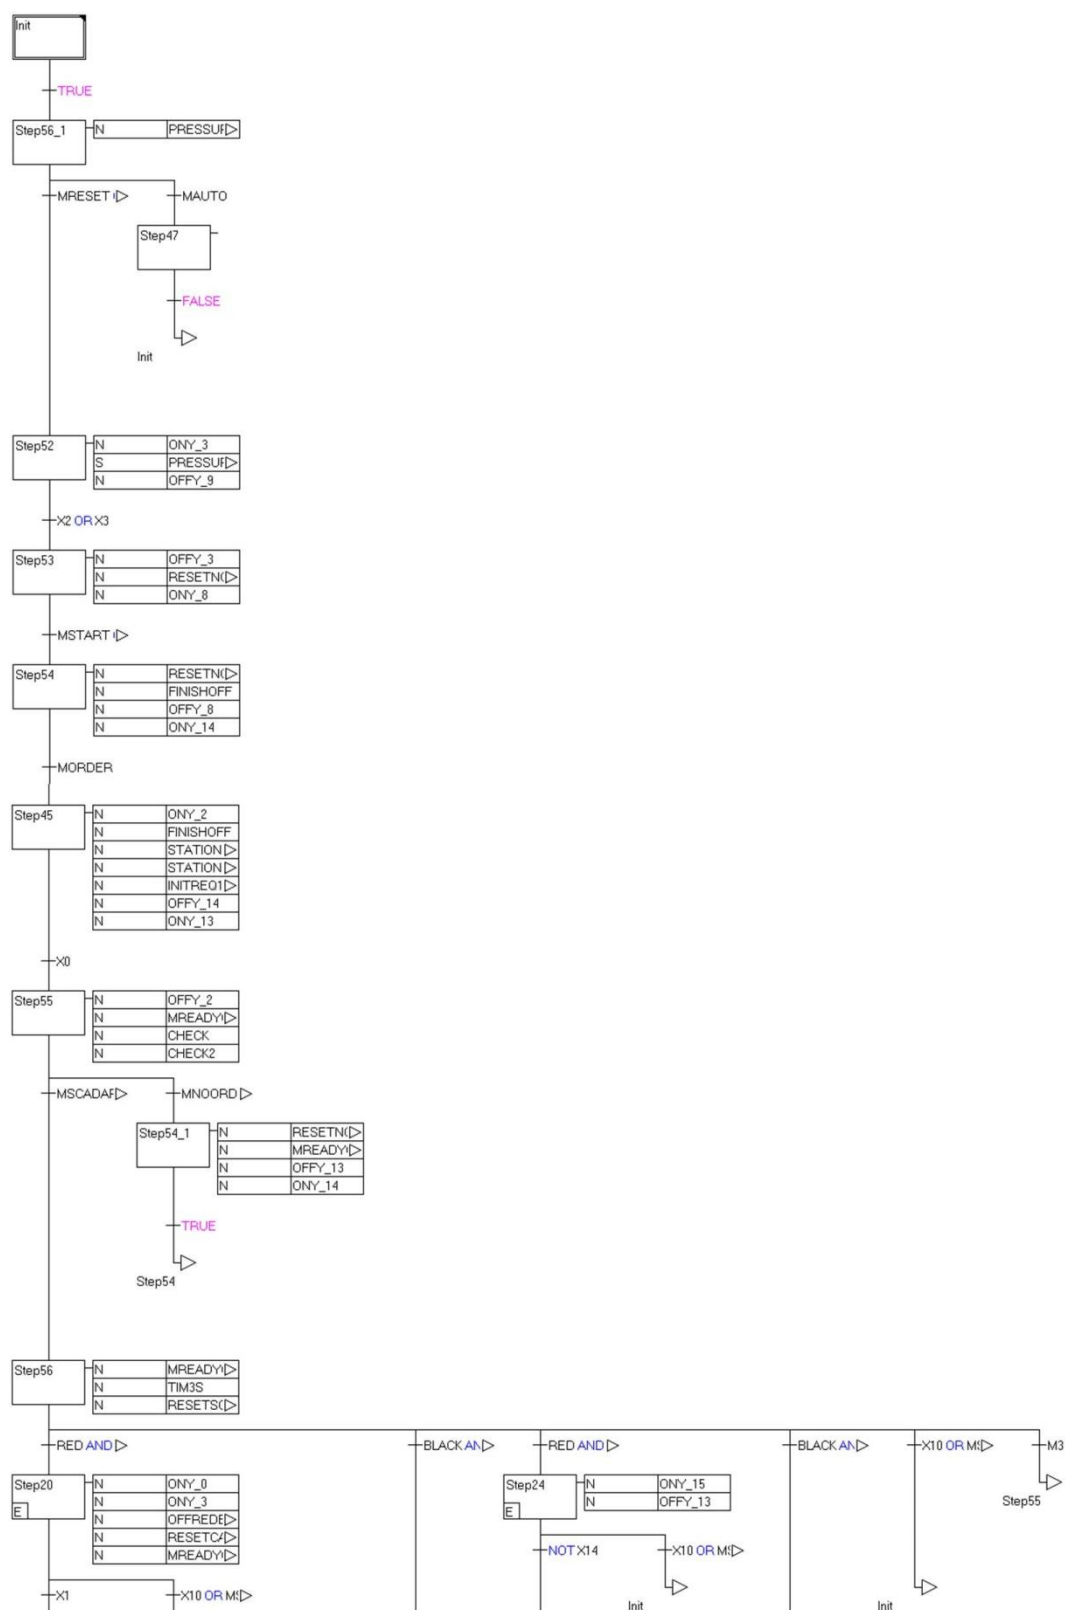 Init
TRUE
Step56_1 N PRESSUF
MRESET MAUTO
Step47
FALSE
Init
Step52 N ONY_3
S PRESSUF
N OFFY_9
X2 OR X3
Step53 N OFFY_3
N RESETN(
N ONY_8
MSTART
Step54 N RESETN(
N FINISHOFF
N OFFY_8
N ONY_14
MORDER
Step45 N ONY_2
N FINISHOFF
N STATION
N STATION
N INITREQ1
N OFFY_14
N ONY_13
X0
Step55 N OFFY_2
N MREADY
N CHECK
N CHECK2
MSCADAF MNOORD
Step54_1 N RESETN(
N MREADY
N OFFY_13
N ONY_14
TRUE
Step54
Step56 N MREADY
N TIM3S
N RESETS(
RED AND BLACK AN RED AND BLACK AN X10 OR M M3
Step20 N ONY_0 Step24 N ONY_15 Step55
E N ONY_3 E N OFFY_13
N OFFREDE
N RESETC
N MREADY
NOT X14 X10 OR M
X1 X10 OR M
Init Init